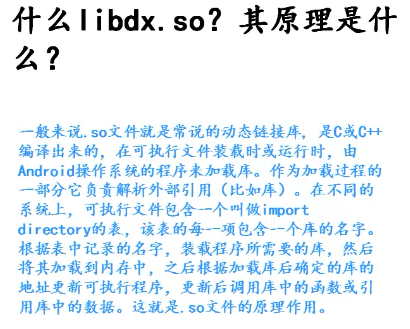 什么libdx.so？其原理是什
么？
一般来说.so文件就是常说的动态链接库，是C或C++
编译出来的，在可执行文件装载时或运行时，由
Android操作系统的程序来加载库。作为加载过程的
一部分它负责解析外部引用（比如库）。在不同的
系统上，可执行文件包含一个叫做import
directory的表，该表的每一项包含一个库的名字。
根据表中记录的名字，装载程序所需要的库，然后
将其加载到内存中，之后根据加载库后确定的库的
地址更新可执行程序，更新后调用库中的函数或引
用库中的数据。这就是.so文件的原理作用。